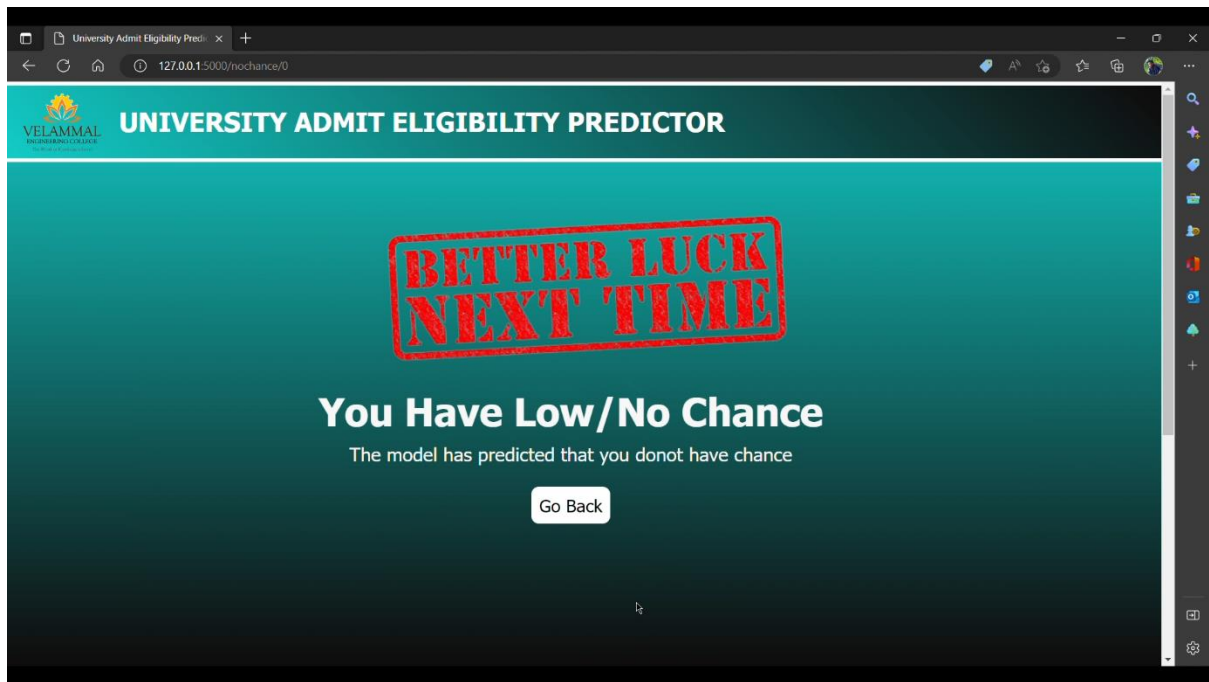 University Admit Eligibility Predic
127.0.0.1:5000/nochance/0
VELAMMAL
ENGINEERING COLLEGE
UNIVERSITY ADMIT ELIGIBILITY PREDICTOR
BETTER LUCK
NEXT TIME
You Have Low/No Chance
The model has predicted that you donot have chance
Go Back